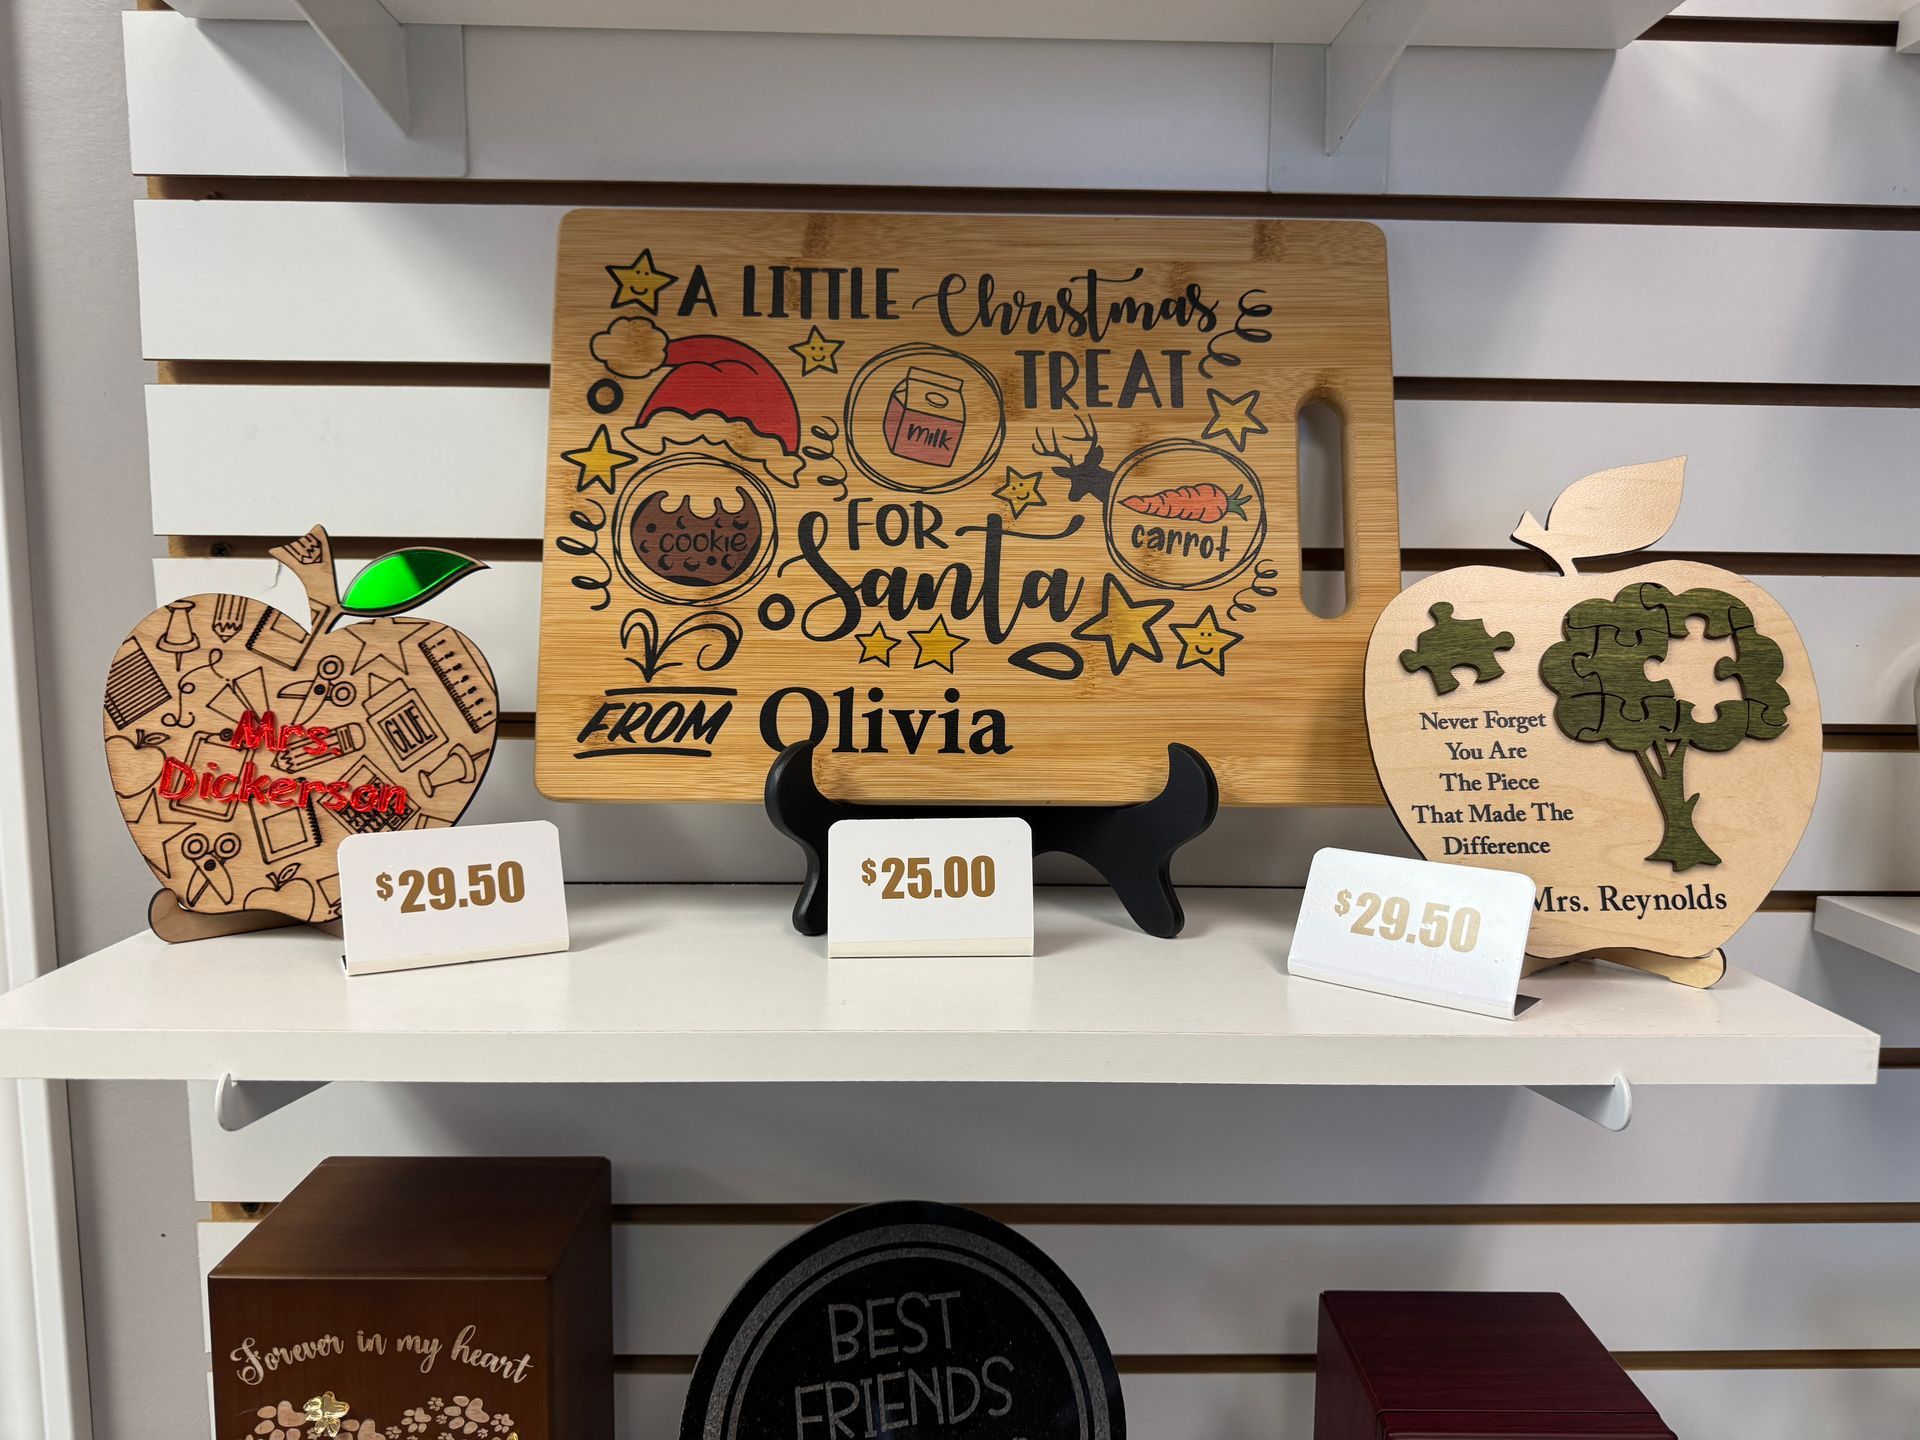 A LITTLE Christmas
TREAT
milk
FOR
Santa
cookie
carrot
FROM Olivia
GLUE
Mrs.
Dickerson
Never Forget
You Are
The Piece
That Made The
Difference
Mrs. Reynolds
$29.50
$25.00
$29.50
Forever in my heart
BEST
FRIENDS